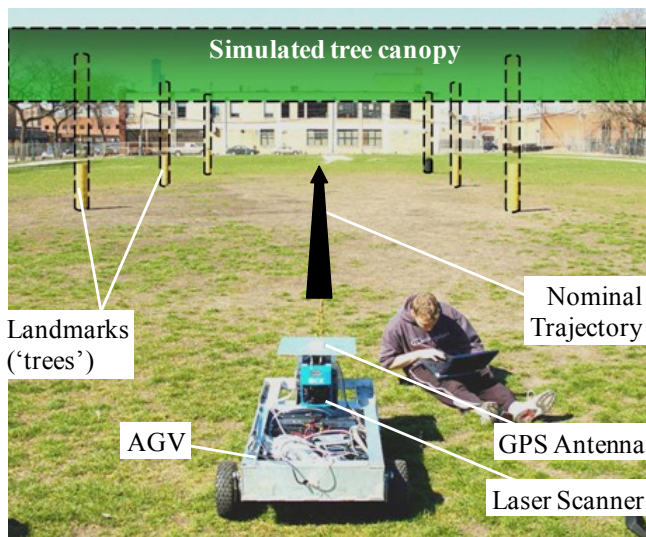 Simulated tree canopy
Landmarks
(‘trees’)
Nominal
Trajectory
AGV
GPS Antenna
Laser Scanner